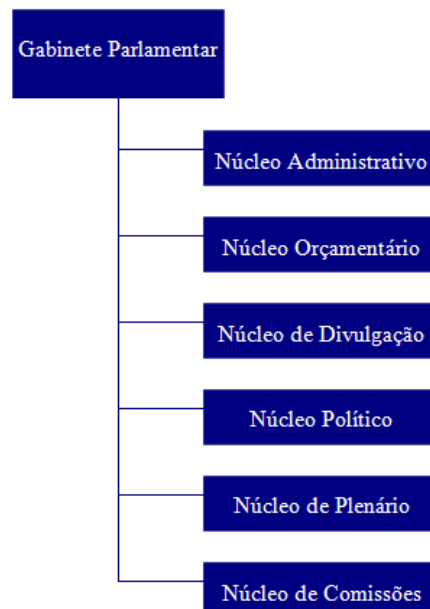 Gabinete Parlamentar
Núcleo Administrativo
Núcleo Orçamentário
Núcleo de Divulgação
Núcleo Político
Núcleo de Plenário
Núcleo de Comissões